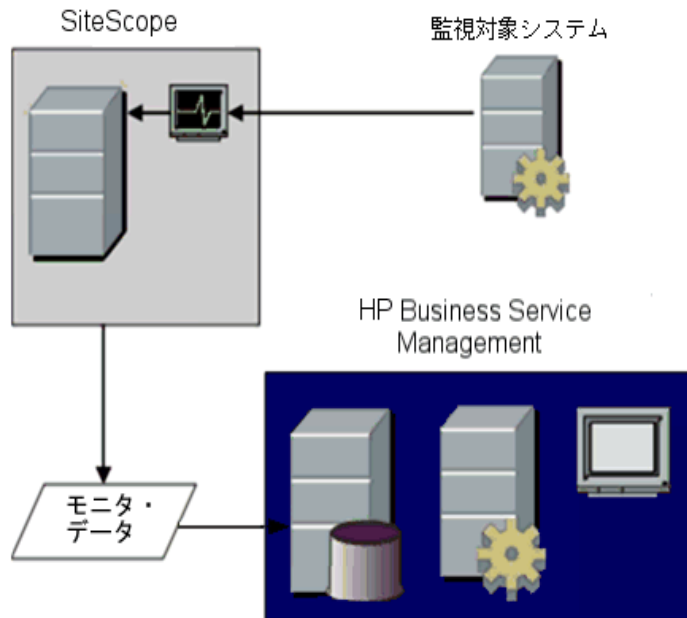 SiteScope
監視対象システム
HP Business Service
Management
モニタ・
データ